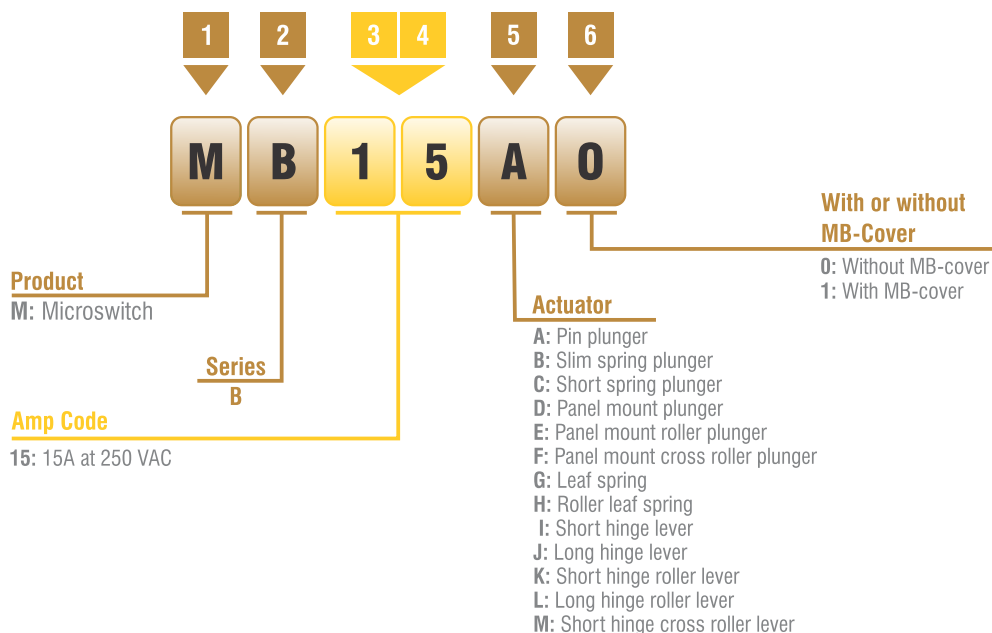 1 2 3 4 5 6
M B 1 5 A 0
Product
M: Microswitch
Series
B
Amp Code
15: 15A at 250 VAC
Actuator
A: Pin plunger
B: Slim spring plunger
C: Short spring plunger
D: Panel mount plunger
E: Panel mount roller plunger
F: Panel mount cross roller plunger
G: Leaf spring
H: Roller leaf spring
I: Short hinge lever
J: Long hinge lever
K: Short hinge roller lever
L: Long hinge roller lever
M: Short hinge cross roller lever
With or without
MB-Cover
0: Without MB-cover
1: With MB-cover